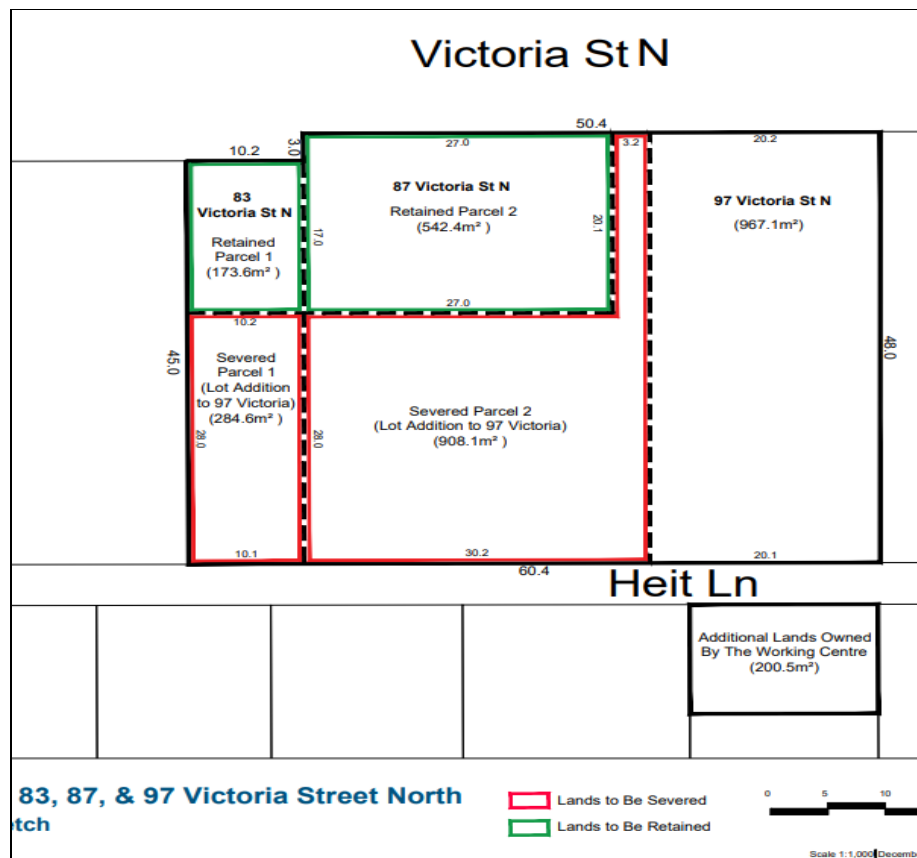 Victoria St N
50.4
10.2
3.0
27.0
3.2
20.2
83
Victoria St N
Retained
Parcel 1
(173.6m² )
17.0
87 Victoria St N
Retained Parcel 2
(542.4m² )
20.1
27.0
97 Victoria St N
(967.1m²)
10.2
45.0
Severed
Parcel 1
(Lot Addition
to 97 Victoria)
(284.6m² )
28.0
28.0
Severed Parcel 2
(Lot Addition to 97 Victoria)
(908.1m² )
48.0
10.1
30.2
20.1
60.4
Heit Ln
Additional Lands Owned
By The Working Centre
(200.5m²)
83, 87, & 97 Victoria Street North
etch
Lands to Be Severed
Lands to Be Retained
0 5 10
Scale 1:1,000 Decemb